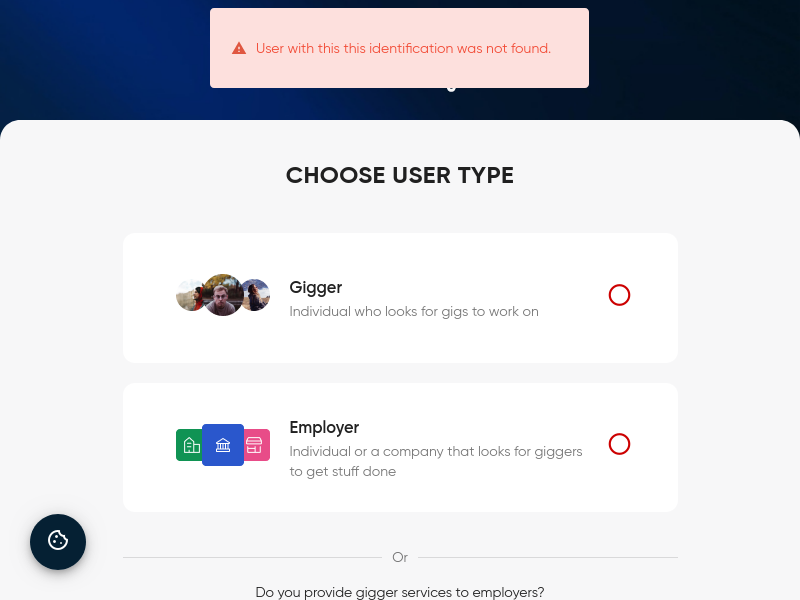 User with this this identification was not found.
CHOOSE USER TYPE
Gigger
Individual who looks for gigs to work on
Employer
Individual or a company that looks for giggers
to get stuff done
Or
Do you provide gigger services to employers?